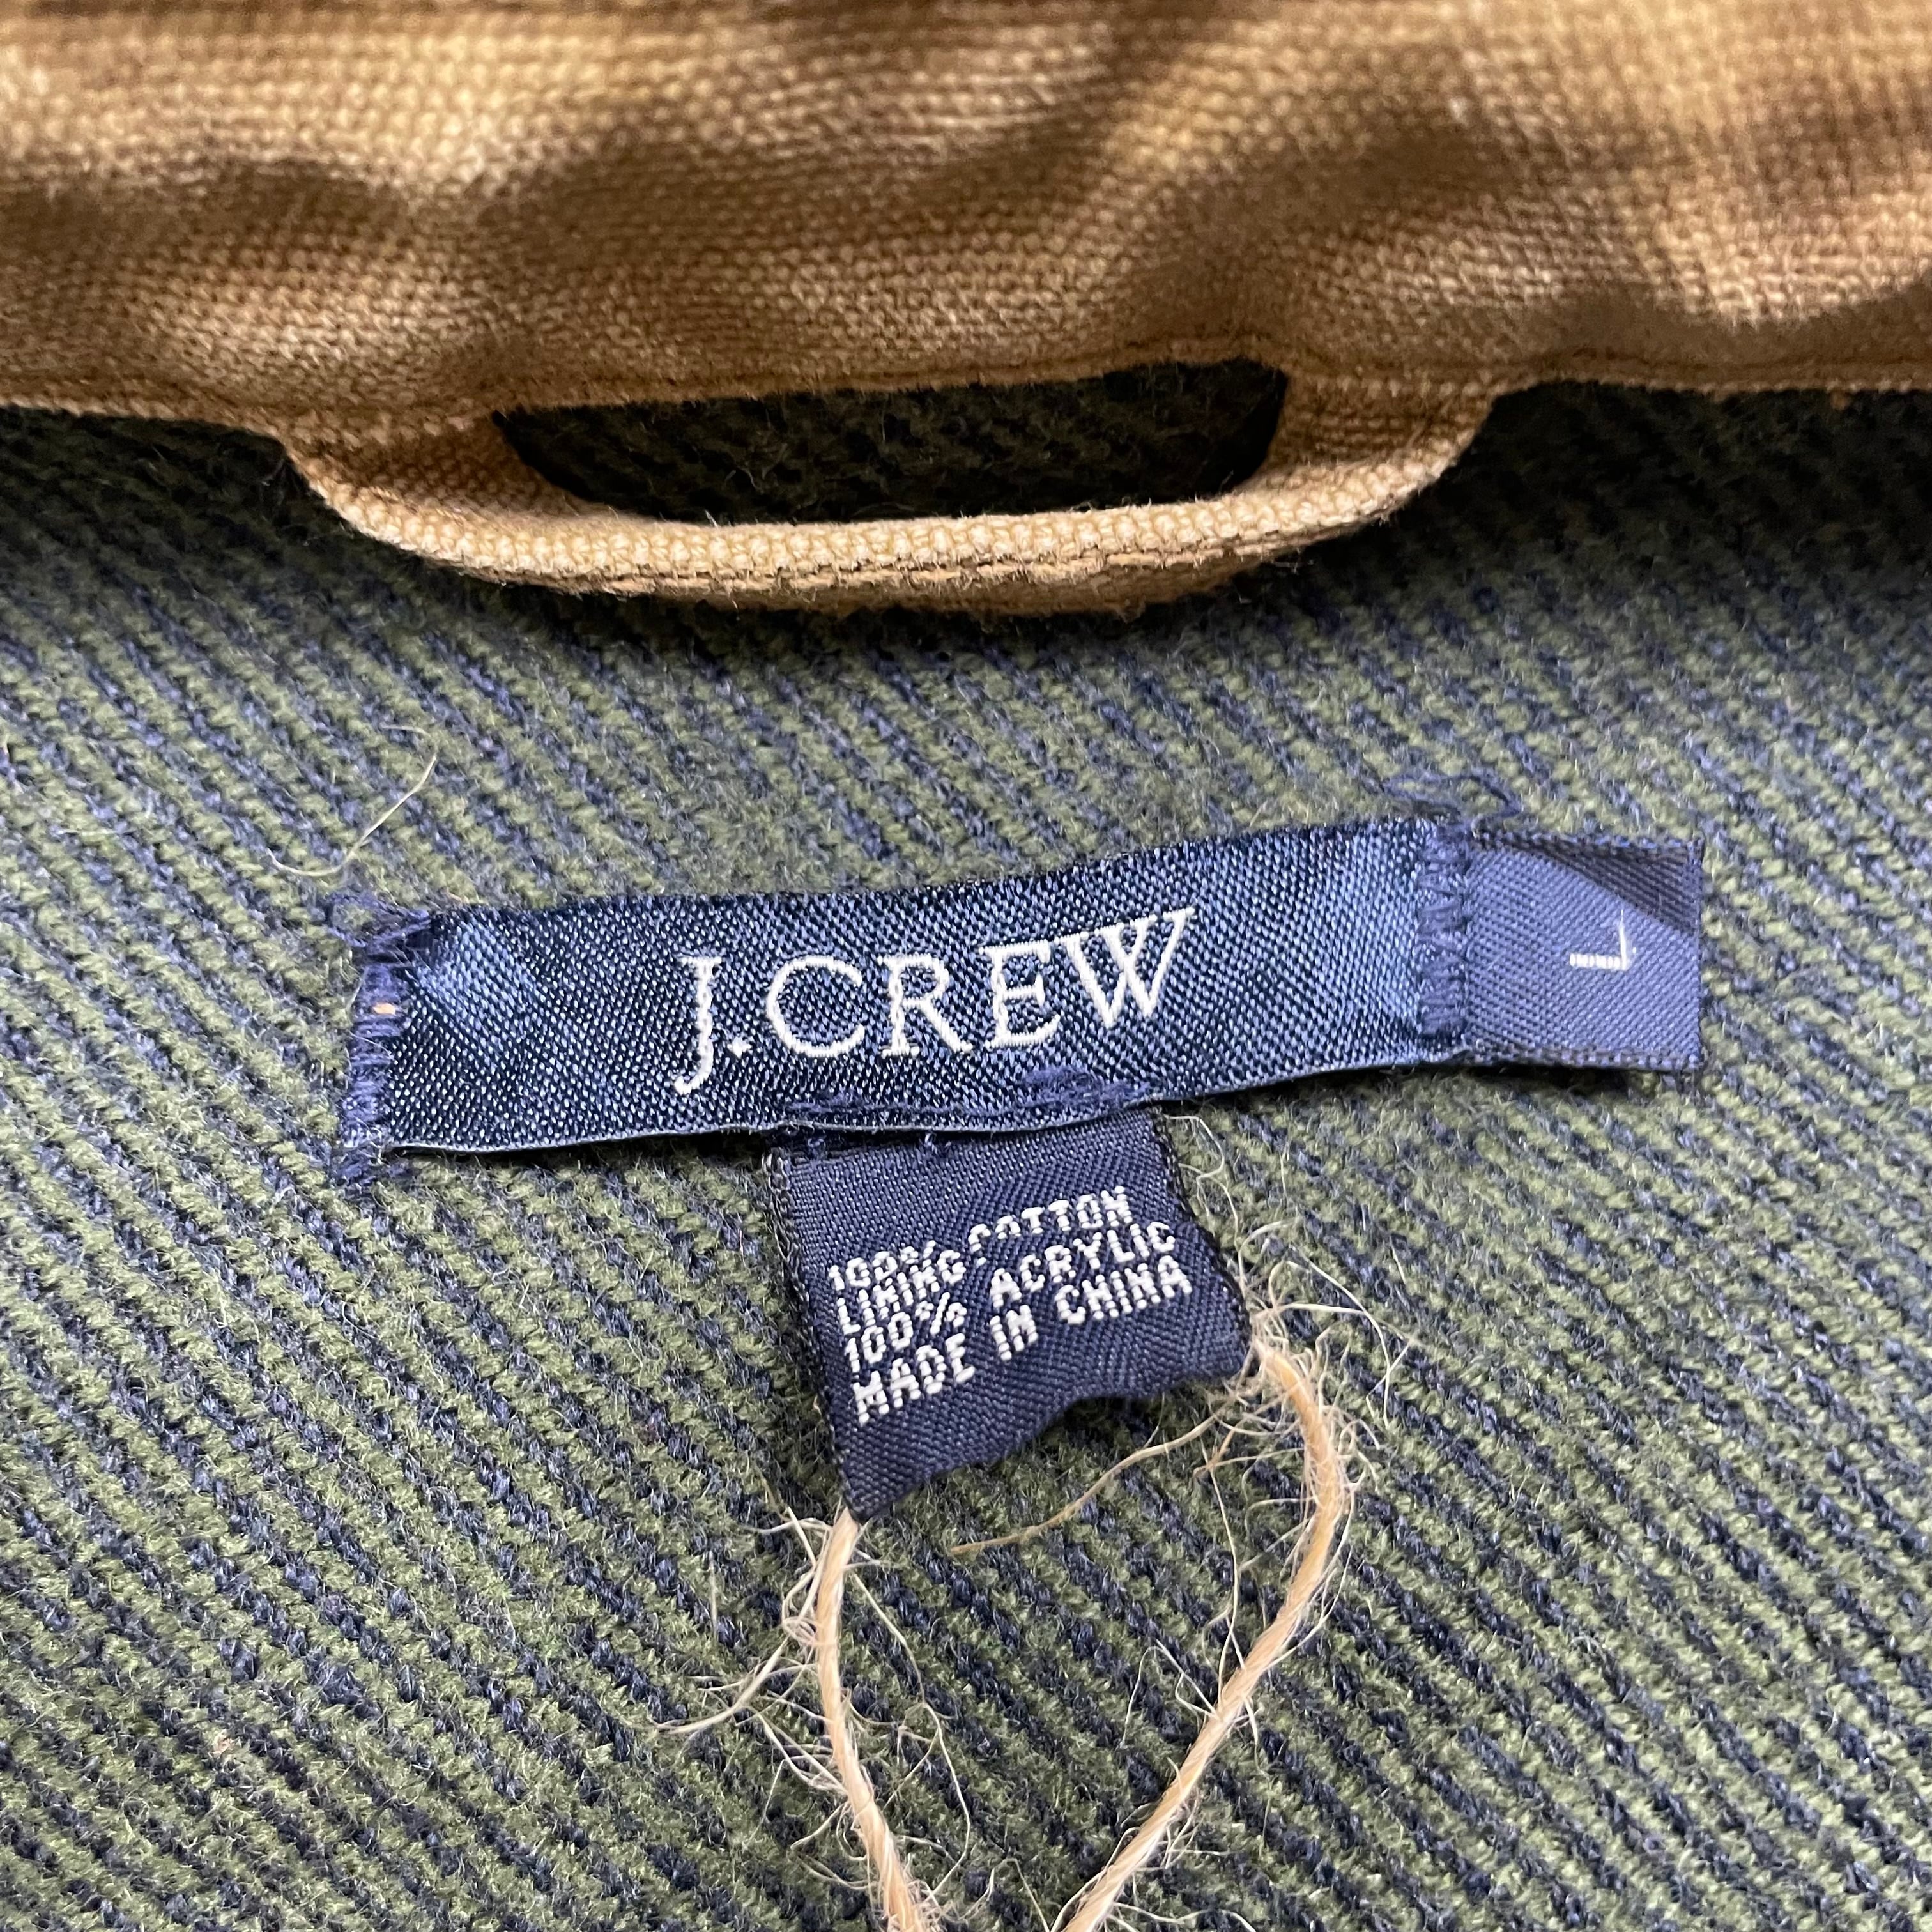 J.CREW
L
100% COTTON
LINING
100% ACRYLIC
MADE IN CHINA